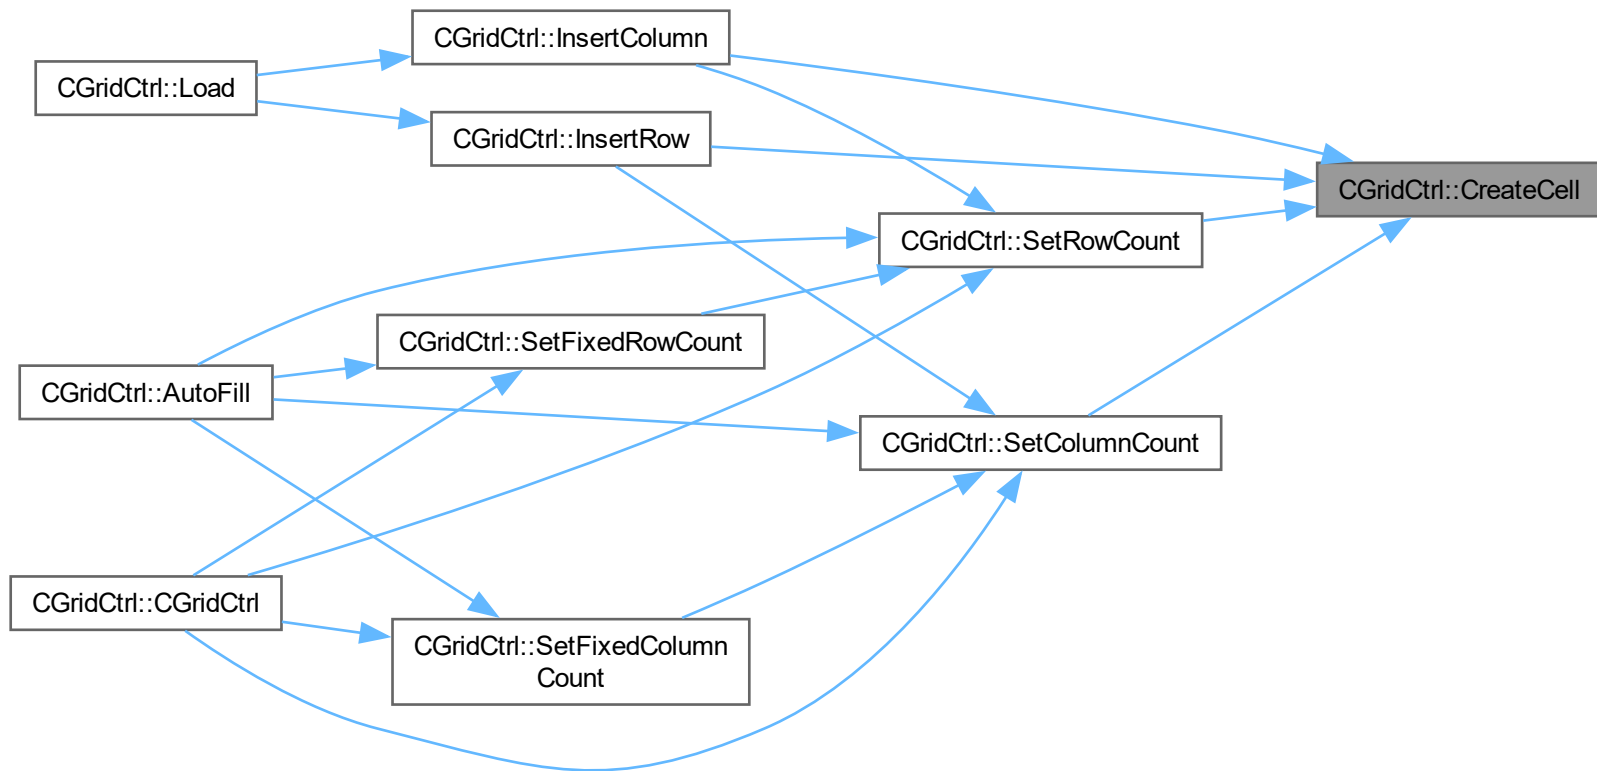 CGridCtrl::InsertColumn
CGridCtrl::Load
CGridCtrl::InsertRow
CGridCtrl::CreateCell
CGridCtrl::SetRowCount
CGridCtrl::SetFixedRowCount
CGridCtrl::AutoFill
CGridCtrl::SetColumnCount
CGridCtrl::CGridCtrl
CGridCtrl::SetFixedColumn
Count